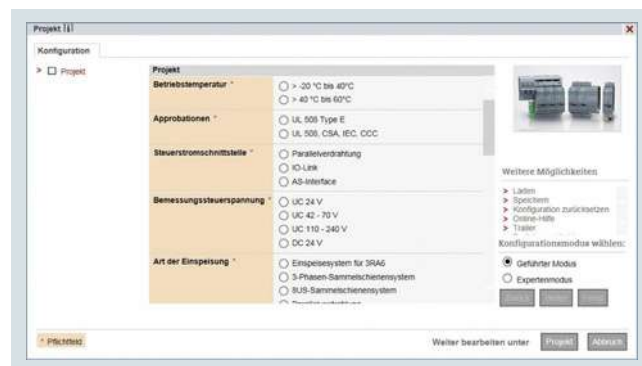 Projekt [i]
Konfiguration
> Projekt
Projekt
Betriebstemperatur *
> -20 °C bis 40°C
> 40 °C bis 60°C
Approbationen *
UL 508 Type E
UL 508, CSA, IEC, CCC
Steuerstromschnittstelle *
Parallelverdrahtung
IO-Link
AS-Interface
Bemessungssteuerspannung *
UC 24 V
UC 42 - 70 V
UC 110 - 240 V
DC 24 V
Art der Einspeisung *
Einspeisesystem für 3RA6
3-Phasen-Sammelschienensystem
8US-Sammelschienensystem
Weitere Möglichkeiten
> Laden
> Speichern
> Konfiguration zurücksetzen
> Online-Hilfe
> Trailer
Konfigurationsmodus wählen:
Geführter Modus
Expertenmodus
* Pflichtfeld
Weiter bearbeiten unter
Projekt
Abbruch